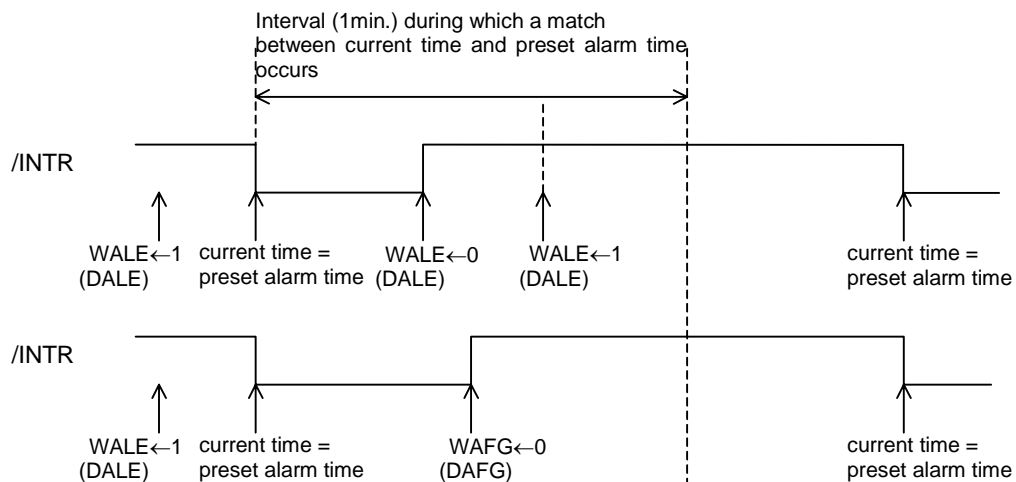 Interval (1min.) during which a match
between current time and preset alarm time
occurs
/INTR
WALE←1
(DALE)
current time =
preset alarm time
WALE←0
(DALE)
WALE←1
(DALE)
current time =
preset alarm time
/INTR
WALE←1
(DALE)
current time =
preset alarm time
WAFG←0
(DAFG)
current time =
preset alarm time